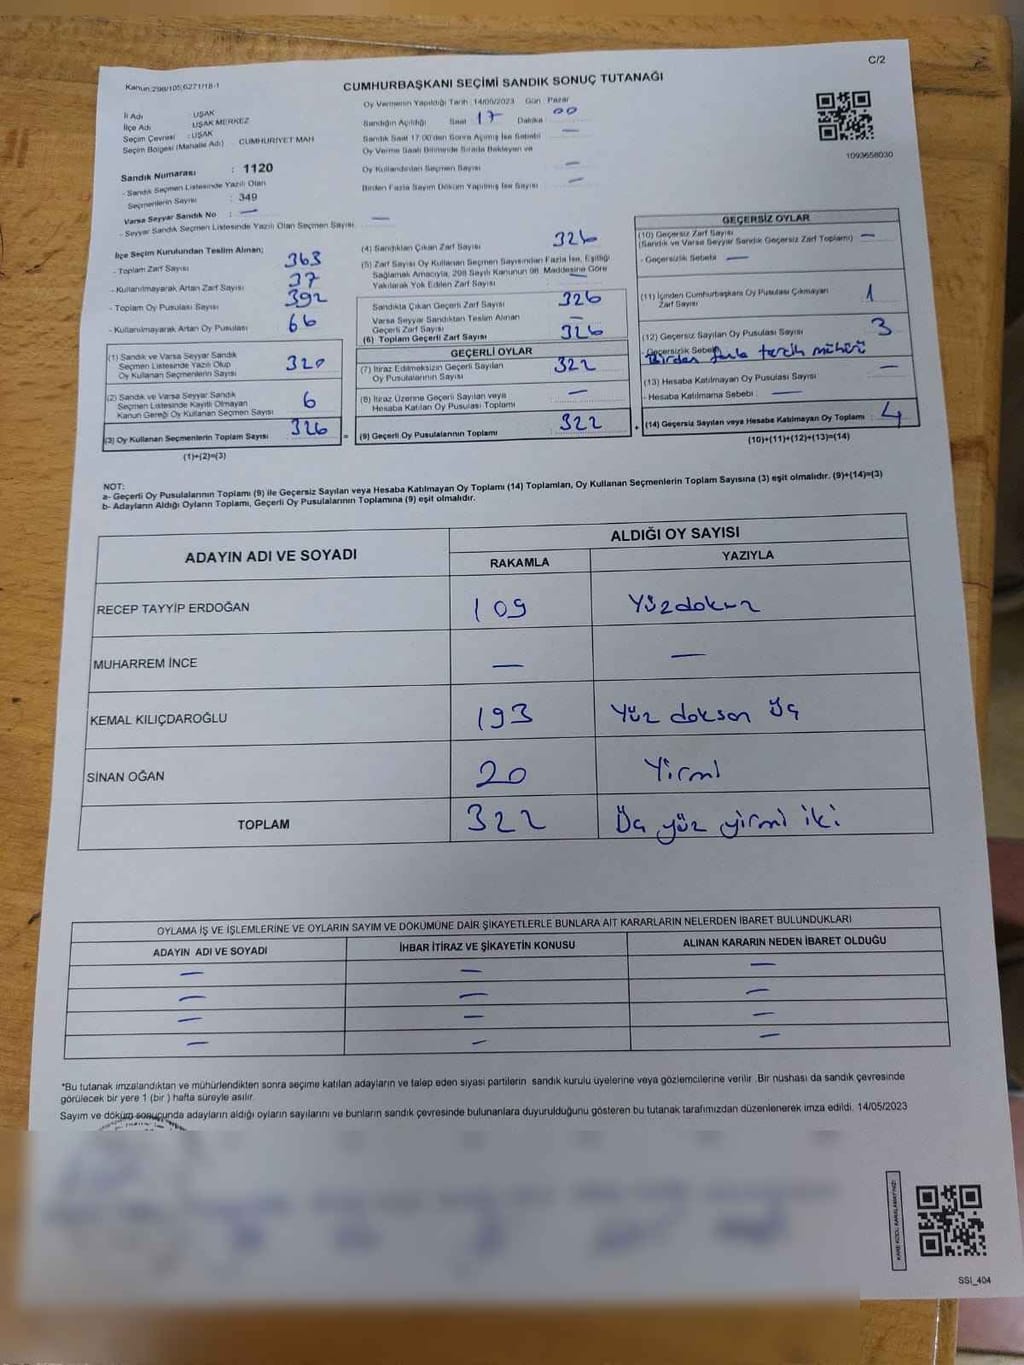 C/2
Kanun:298/105;6271/18-1
CUMHURBAŞKANI SEÇİMİ SANDIK SONUÇ TUTANAĞI
İl Adı : UŞAK
İlçe Adı : UŞAK MERKEZ
Seçim Çevresi : UŞAK
Seçim Bölgesi (Mahalle Adı) CUMHURİYET MAH
Oy Vermenin Yapıldığı Tarih :14/05/2023 Gün : Pazar
Sandığın Açıldığı Saat 17 Dakika 00
Sandık Saat 17:00'den Sonra Açılmış İse Sebebi —
Oy Verme Saati Bitiminde Sırada Bekleyen ve
Oy Kullandırılan Seçmen Sayısı —
Birden Fazla Sayım Döküm Yapılmış İse Sayısı —
1093658030
Sandık Numarası : 1120
- Sandık Seçmen Listesinde Yazılı Olan
Seçmenlerin Sayısı : 349
Varsa Seyyar Sandık No : —
- Seyyar Sandık Seçmen Listesinde Yazılı Olan Seçmen Sayısı —
İlçe Seçim Kurulundan Teslim Alınan;
- Toplam Zarf Sayısı 363
- Kullanılmayarak Artan Zarf Sayısı 37
- Toplam Oy Pusulası Sayısı 392
- Kullanılmayarak Artan Oy Pusulası 66
(1) Sandık ve Varsa Seyyar Sandık
Seçmen Listesinde Yazılı Olup
Oy Kullanan Seçmenlerin Sayısı 320
(2) Sandık ve Varsa Seyyar Sandık
Seçmen Listesinde Kayıtlı Olmayan
Kanun Gereği Oy Kullanan Seçmen Sayısı 6
(3) Oy Kullanan Seçmenlerin Toplam Sayısı 326
(1)+(2)=(3)
(4) Sandıktan Çıkan Zarf Sayısı 326
(5) Zarf Sayısı Oy Kullanan Seçmen Sayısından Fazla İse, Eşitliği
Sağlamak Amacıyla, 298 Sayılı Kanunun 98. Maddesine Göre
Yakılarak Yok Edilen Zarf Sayısı —
Sandıkta Çıkan Geçerli Zarf Sayısı 326
Varsa Seyyar Sandıktan Teslim Alınan
Geçerli Zarf Sayısı —
(6) Toplam Geçerli Zarf Sayısı 326
GEÇERLİ OYLAR
(7) İtiraz Edilmeksizin Geçerli Sayılan
Oy Pusulalarının Sayısı 322
(8) İtiraz Üzerine Geçerli Sayılan veya
Hesaba Katılan Oy Pusulası Toplamı —
= (9) Geçerli Oy Pusulalarının Toplamı 322
GEÇERSİZ OYLAR
(10) Geçersiz Zarf Sayısı
(Sandık ve Varsa Seyyar Sandık Geçersiz Zarf Toplamı) —
- Geçersizlik Sebebi —
(11) İçinden Cumhurbaşkanı Oy Pusulası Çıkmayan
Zarf Sayısı 1
(12) Geçersiz Sayılan Oy Pusulası Sayısı 3
- Geçersizlik Sebebi Birden fazla tercih mühürü
(13) Hesaba Katılmayan Oy Pusulası Sayısı —
- Hesaba Katılmama Sebebi —
+ (14) Geçersiz Sayılan veya Hesaba Katılmayan Oy Toplamı 4
(10)+(11)+(12)+(13)=(14)
NOT:
a- Geçerli Oy Pusulalarının Toplamı (9) ile Geçersiz Sayılan veya Hesaba Katılmayan Oy Toplamı (14) Toplamları, Oy Kullanan Seçmenlerin Toplam Sayısına (3) eşit olmalıdır. (9)+(14)=(3)
b- Adayların Aldığı Oyların Toplamı, Geçerli Oy Pusulalarının Toplamına (9) eşit olmalıdır.
ADAYIN ADI VE SOYADI
ALDIĞI OY SAYISI
RAKAMLA YAZIYLA
RECEP TAYYİP ERDOĞAN 109 Yüzdokuz
MUHARREM İNCE — —
KEMAL KILIÇDAROĞLU 193 Yüz doksan üç
SİNAN OĞAN 20 Yirmi
TOPLAM 322 Üç yüz yirmi iki
OYLAMA İŞ VE İŞLEMLERİNE VE OYLARIN SAYIM VE DÖKÜMÜNE DAİR ŞİKAYETLERLE BUNLARA AİT KARARLARIN NELERDEN İBARET BULUNDUKLARI
ADAYIN ADI VE SOYADI İHBAR İTİRAZ VE ŞİKAYETİN KONUSU ALINAN KARARIN NEDEN İBARET OLDUĞU
— — —
— — —
— — —
— — —
*Bu tutanak imzalandıktan ve mühürlendikten sonra seçime katılan adayların ve talep eden siyasi partilerin sandık kurulu üyelerine veya gözlemcilerine verilir. Bir nüshası da sandık çevresinde
görülecek bir yere 1 (bir ) hafta süreyle asılır.
Sayım ve döküm sonucunda adayların aldığı oyların sayılarını ve bunların sandık çevresinde bulunanlara duyurulduğunu gösteren bu tutanak tarafımızdan düzenlenerek imza edildi. 14/05/2023
KARE KODU KARALAMAYINIZ!
SSI_404